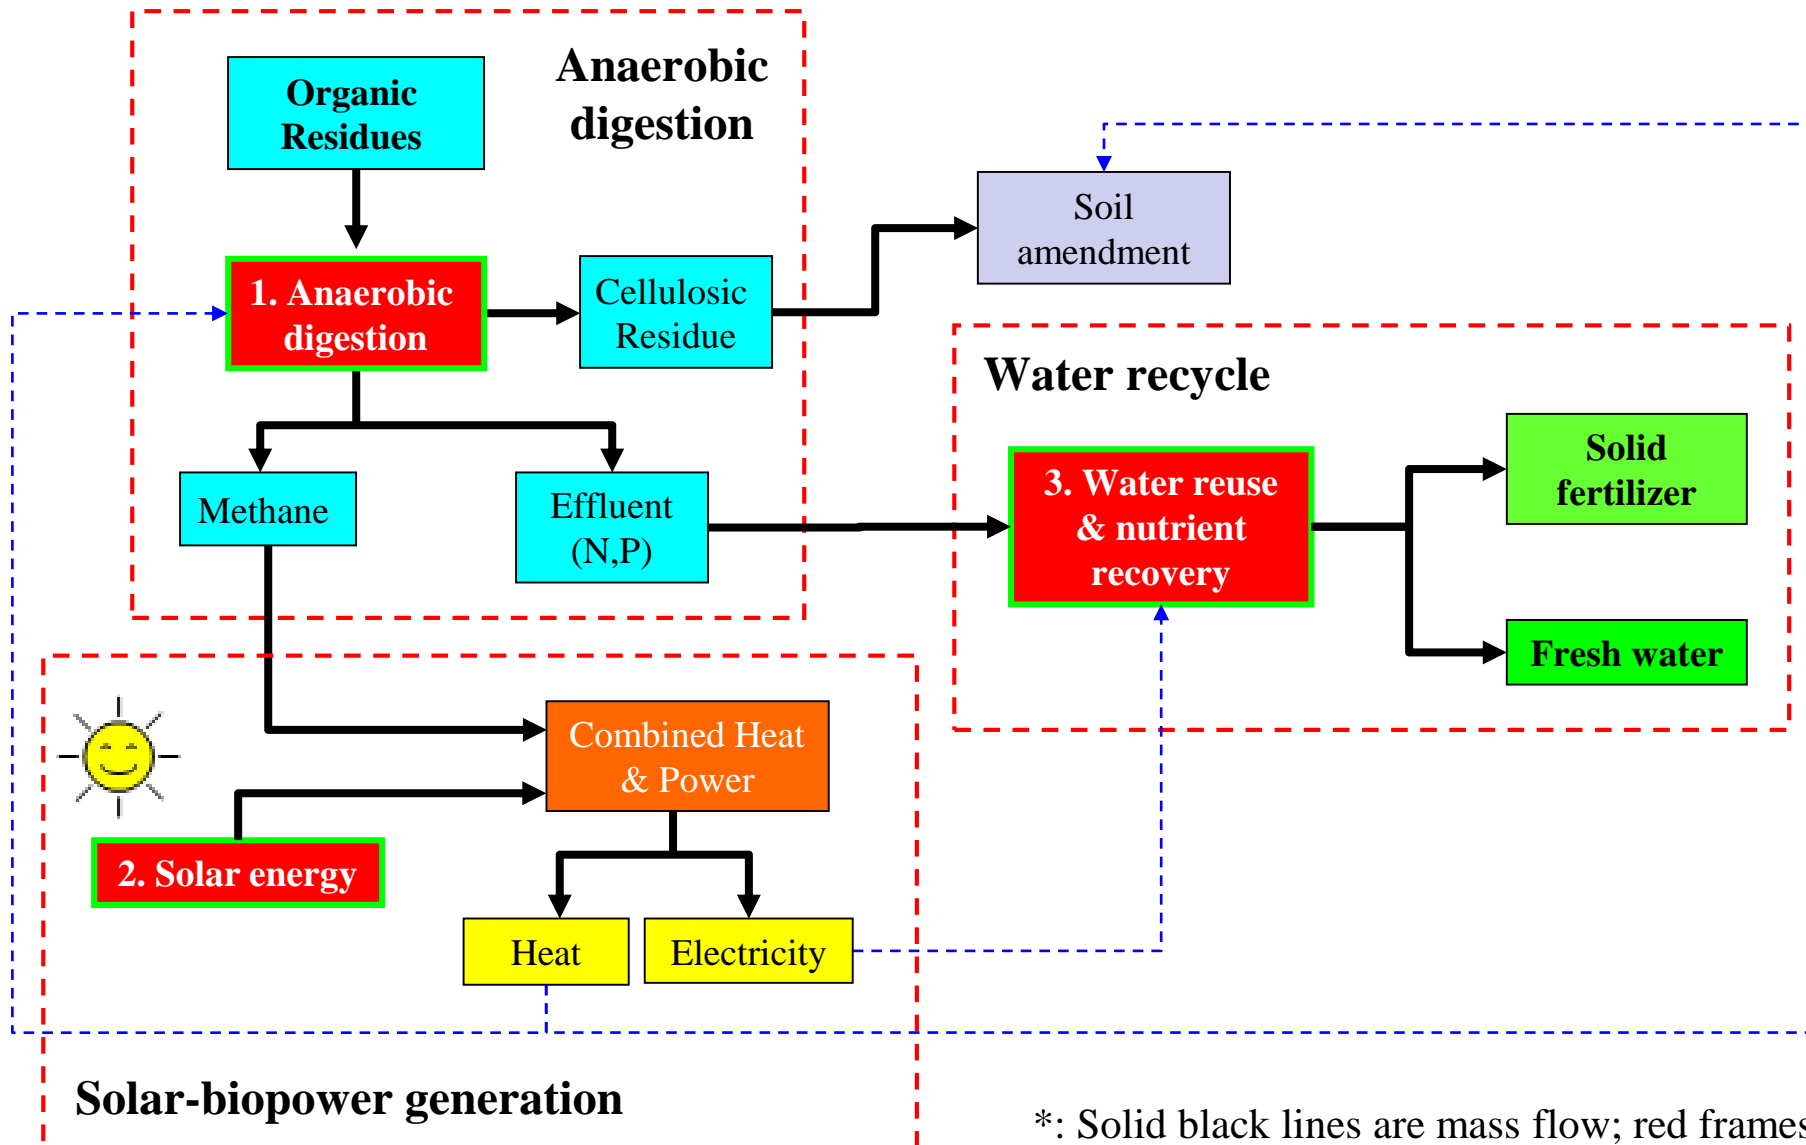 Anaerobic
digestion
Organic
Residues
Soil
amendment
1. Anaerobic
digestion
Cellulosic
Residue
Water recycle
Solid
fertilizer
3. Water reuse
& nutrient
recovery
Methane
Effluent
(N,P)
Fresh water
Combined Heat
& Power
2. Solar energy
Heat
Electricity
Solar-biopower generation
*: Solid black lines are mass flow; red frames